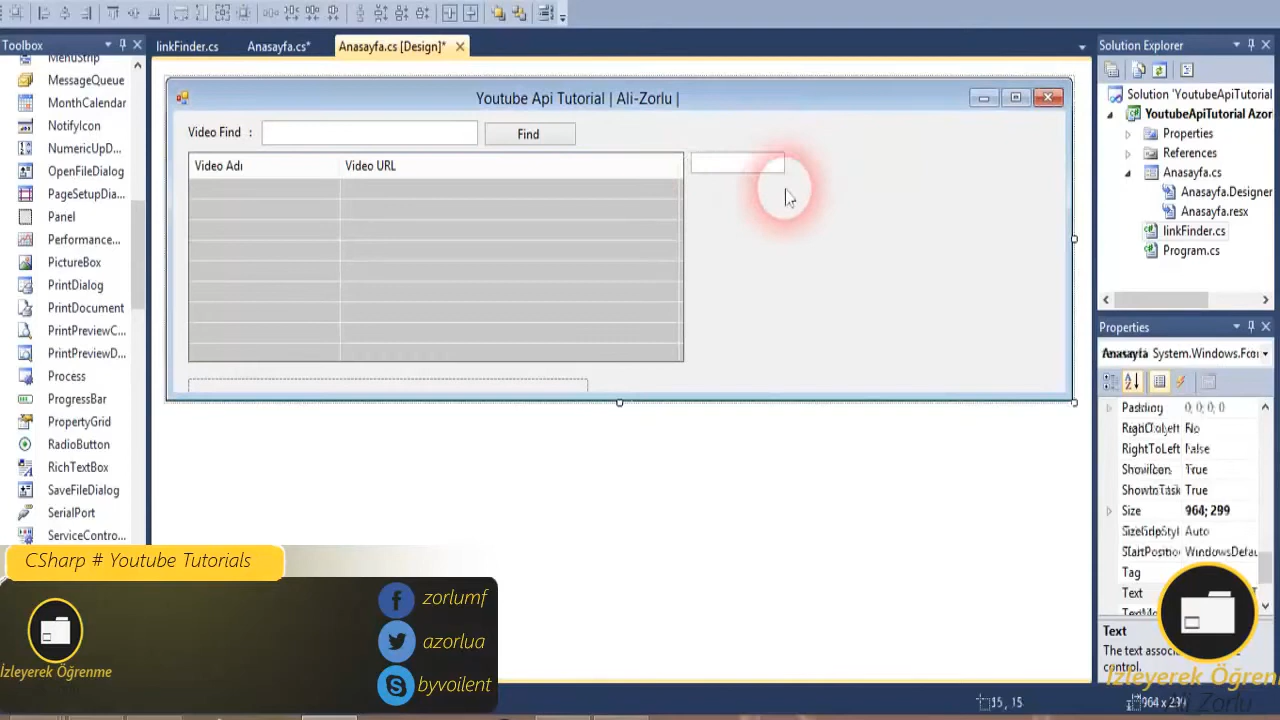 Toolbox
linkFinder.cs
Anasayfa.cs*
Anasayfa.cs [Design]*
Solution Explorer
MenuStrip
MessageQueue
MonthCalendar
NotifyIcon
NumericUpD...
OpenFileDialog
PageSetupDia...
Panel
Performance...
PictureBox
PrintDialog
PrintDocument
PrintPreviewC...
PrintPreviewD...
Process
ProgressBar
PropertyGrid
RadioButton
RichTextBox
SaveFileDialog
SerialPort
ServiceContro...
Youtube Api Tutorial | Ali-Zorlu |
Video Find :
Find
Video Adı
Video URL
Solution 'YoutubeApiTutorial
YoutubeApiTutorial Azor
Properties
References
Anasayfa.cs
Anasayfa.Designer
Anasayfa.resx
linkFinder.cs
Program.cs
Properties
Anasayfa System.Windows.For
Padding 0; 0; 0; 0
RightToLeft No
RightToLeft False
ShowIcon True
ShowInTask True
Size 964; 299
SizeGripStyl Auto
StartPosition WindowsDefau
Tag
Text
Text
The text associa
control.
CSharp # Youtube Tutorials
İzleyerek Öğrenme
zorlumf
azorlua
byvoilent
İzleyerek Öğren
Ali Zorlu
15, 15